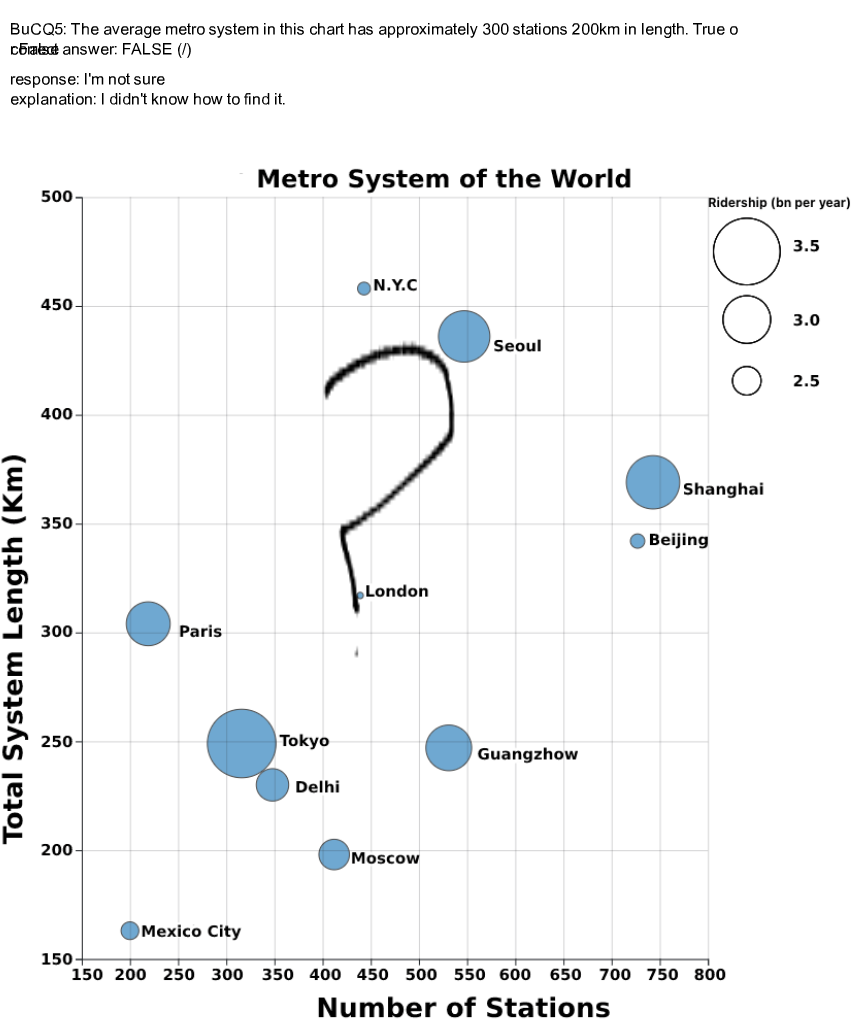 BuCQ5: The average metro system in this chart has approximately 300 stations 200km in length. True o
answer: FALSE (/)
response: I'm not sure
explanation: I didn't know how to find it.
Metro System of the World
Ridership (bn per year)
3.5
3.0
2.5
500
450
400
350
300
250
200
150
N.Y.C
Seoul
Shanghai
Beijing
London
Paris
Tokyo
Guangzhow
Delhi
Moscow
Mexico City
Total System Length (Km)
150 200 250 300 350 400 450 500 550 600 650 700 750 800
Number of Stations